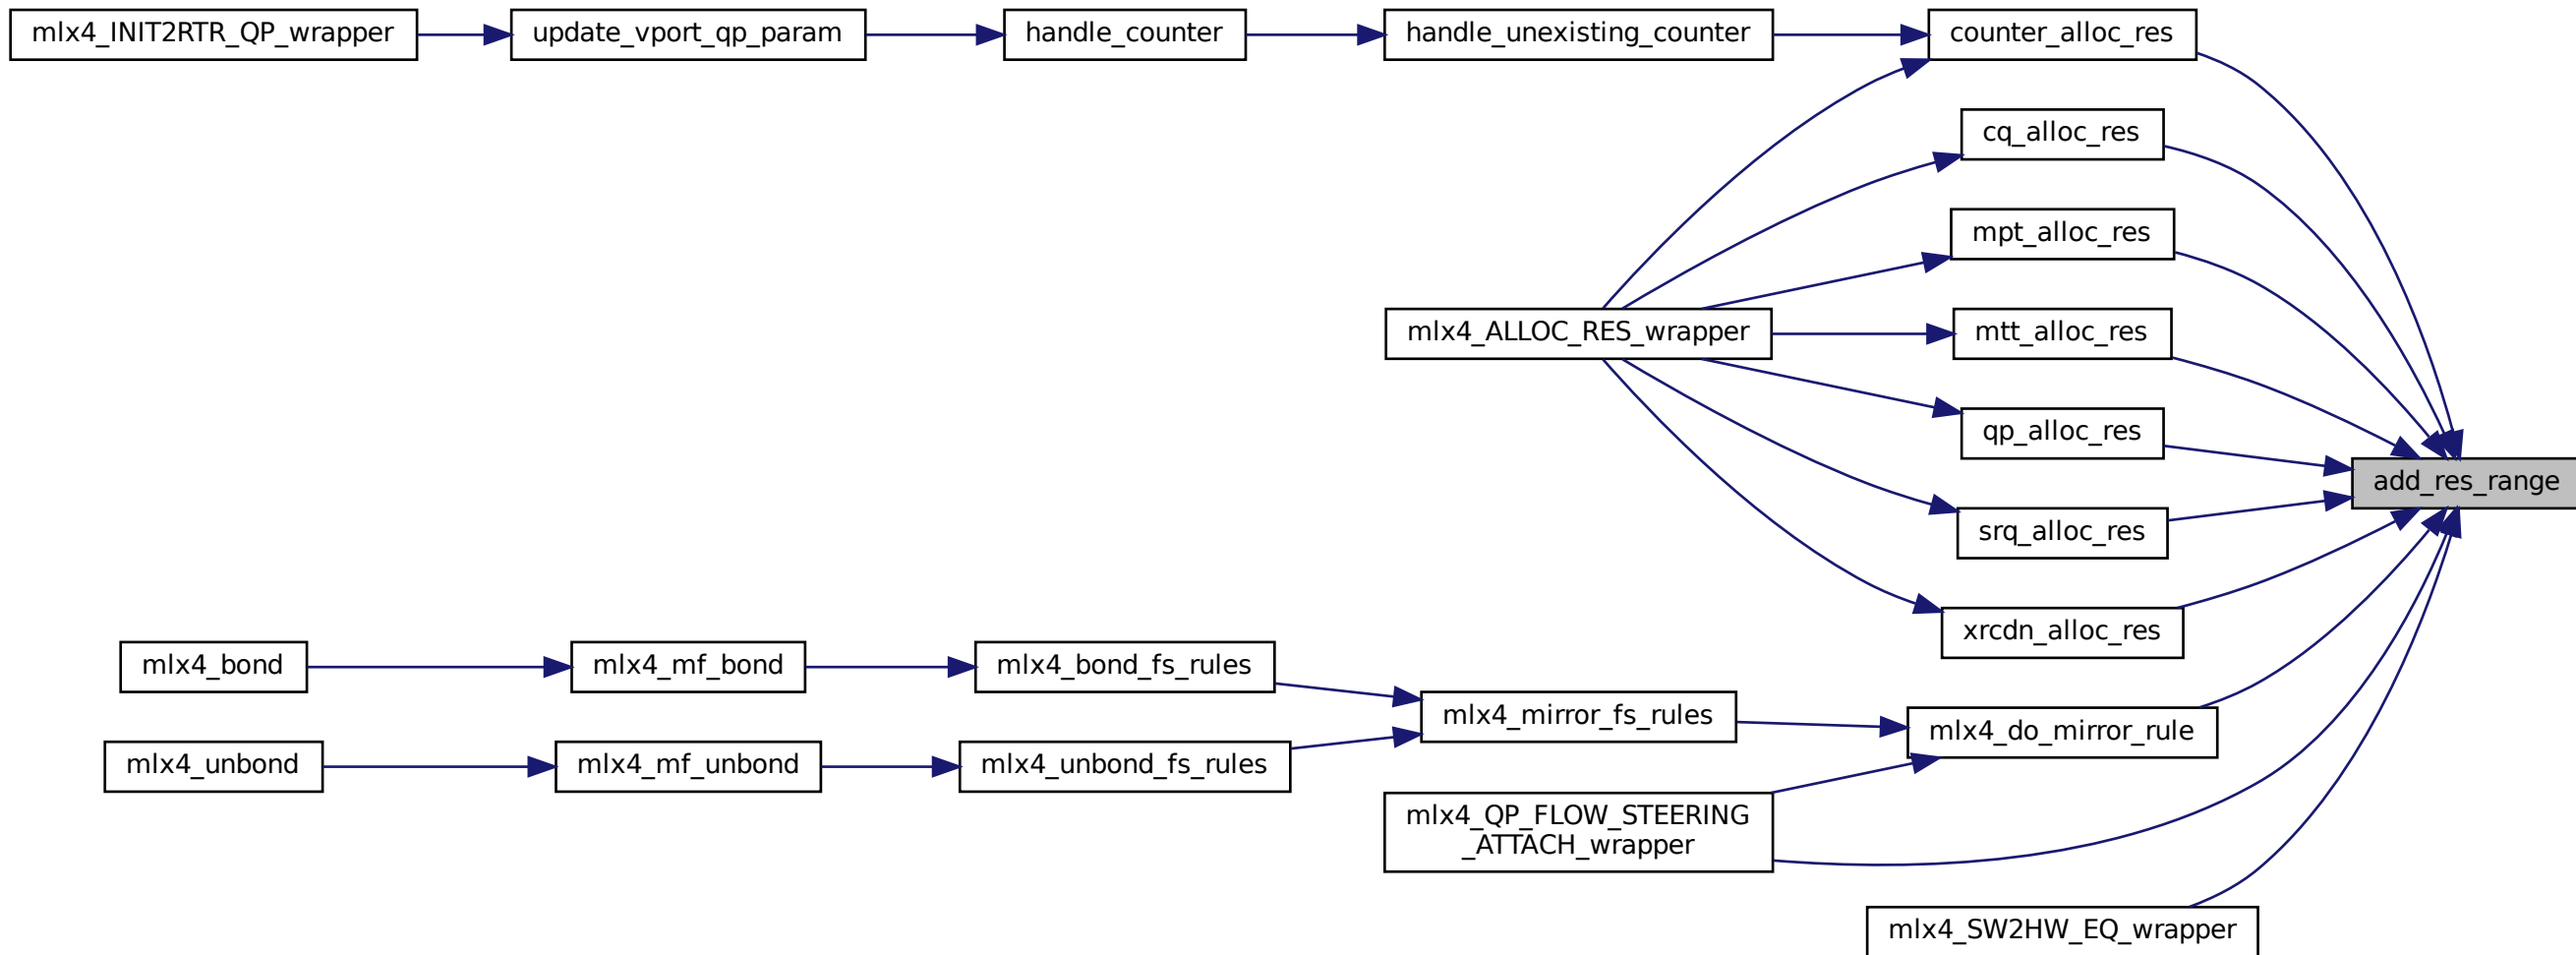 mlx4_INIT2RTR_QP_wrapper
update_vport_qp_param
handle_counter
handle_unexisting_counter
counter_alloc_res
cq_alloc_res
mpt_alloc_res
mlx4_ALLOC_RES_wrapper
mtt_alloc_res
qp_alloc_res
add_res_range
srq_alloc_res
xrcdn_alloc_res
mlx4_bond
mlx4_mf_bond
mlx4_bond_fs_rules
mlx4_mirror_fs_rules
mlx4_do_mirror_rule
mlx4_unbond
mlx4_mf_unbond
mlx4_unbond_fs_rules
mlx4_QP_FLOW_STEERING
_ATTACH_wrapper
mlx4_SW2HW_EQ_wrapper